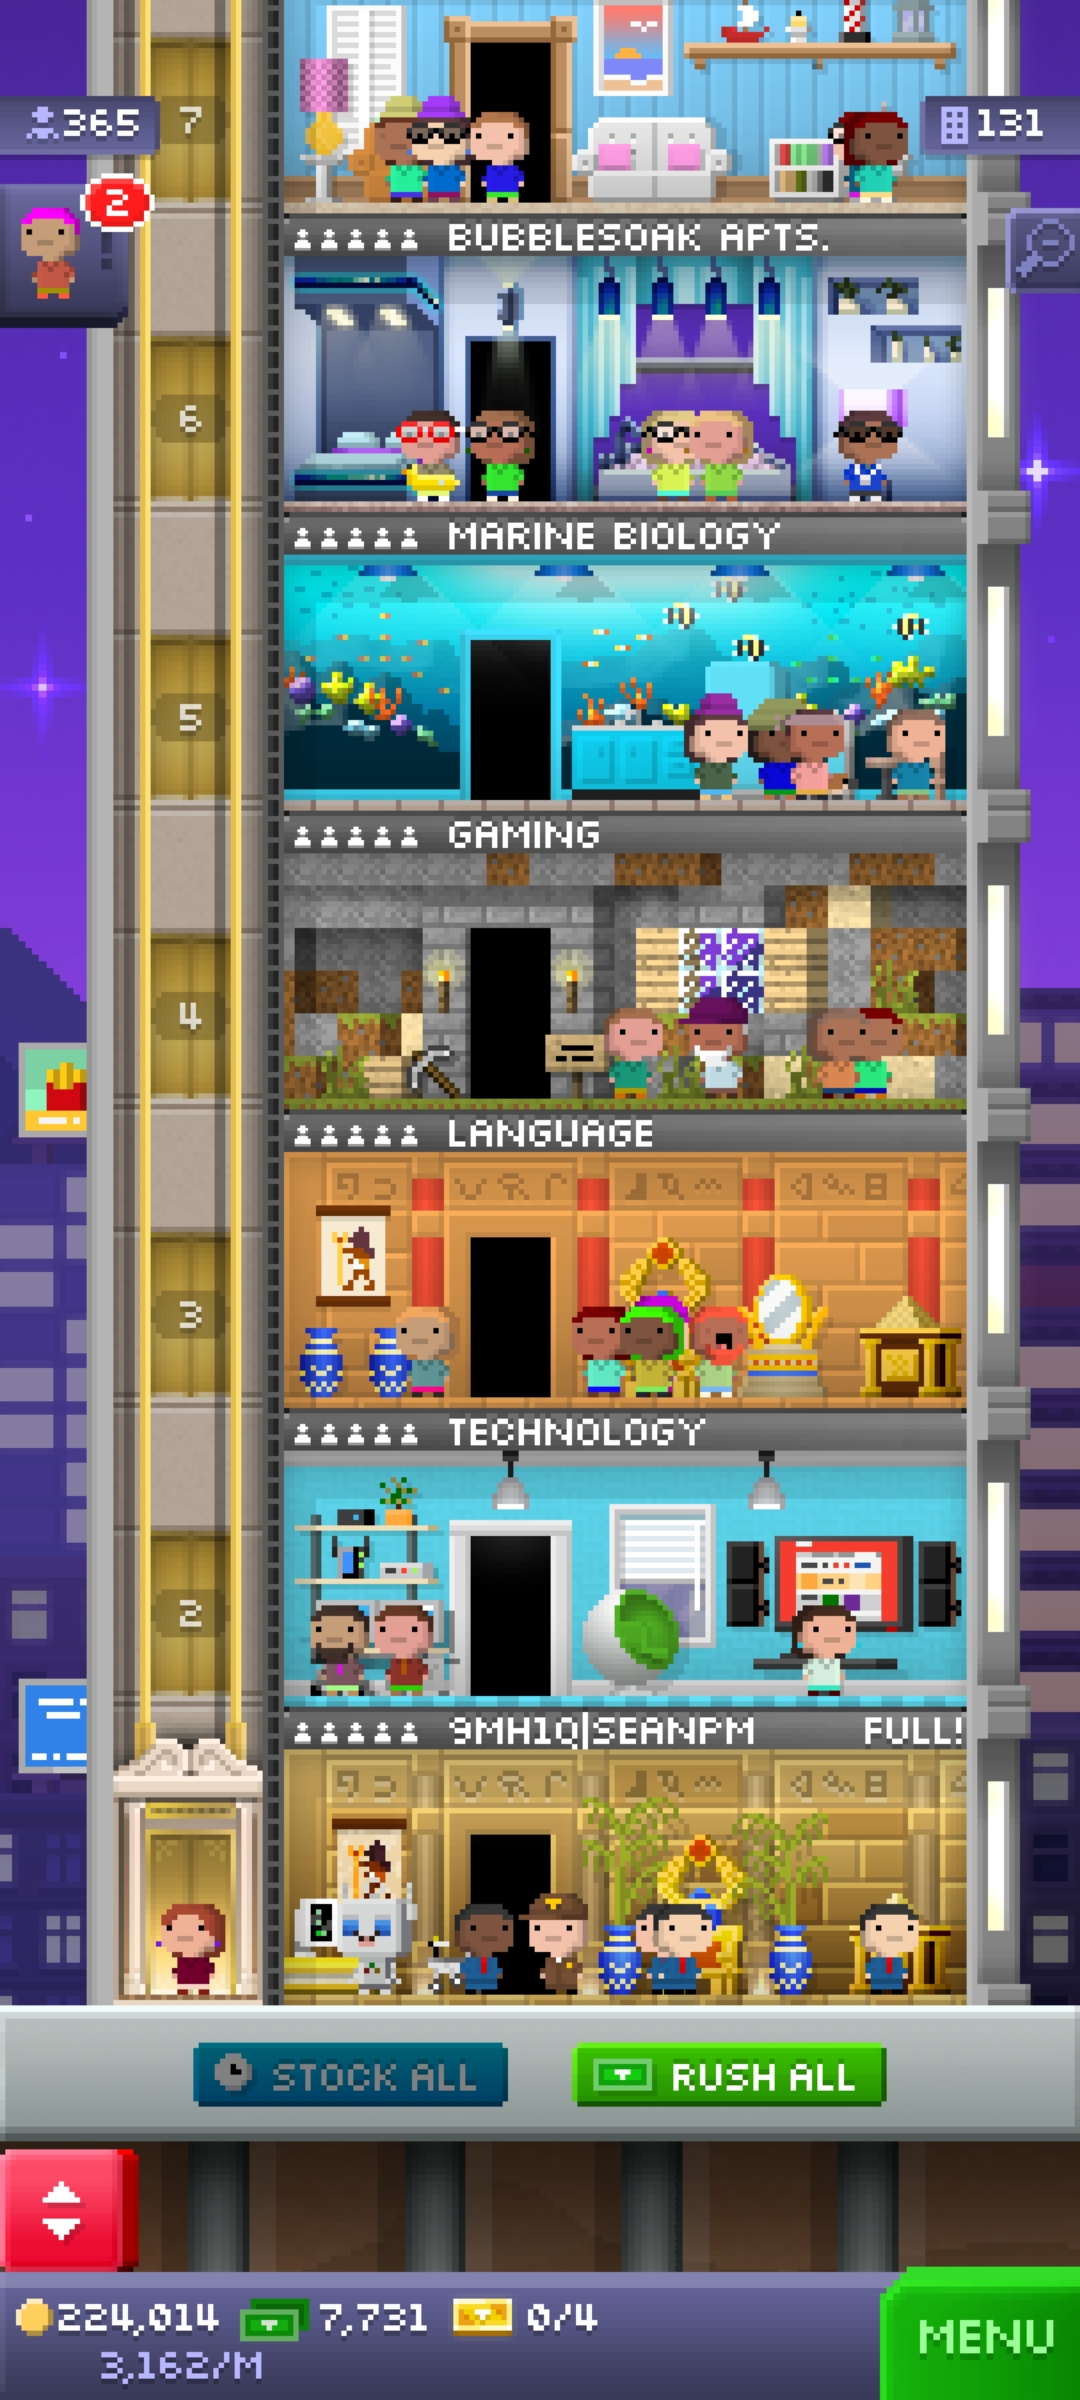 7
365
131
2
BUBBLESOAK APTS.
6
MARINE BIOLOGY
5
GAMING
4
LANGUAGE
3
TECHNOLOGY
2
9MH1Q|SEANPM FULL!
STOCK ALL
RUSH ALL
224,014 7,731 0/4
3,162/M
MENU